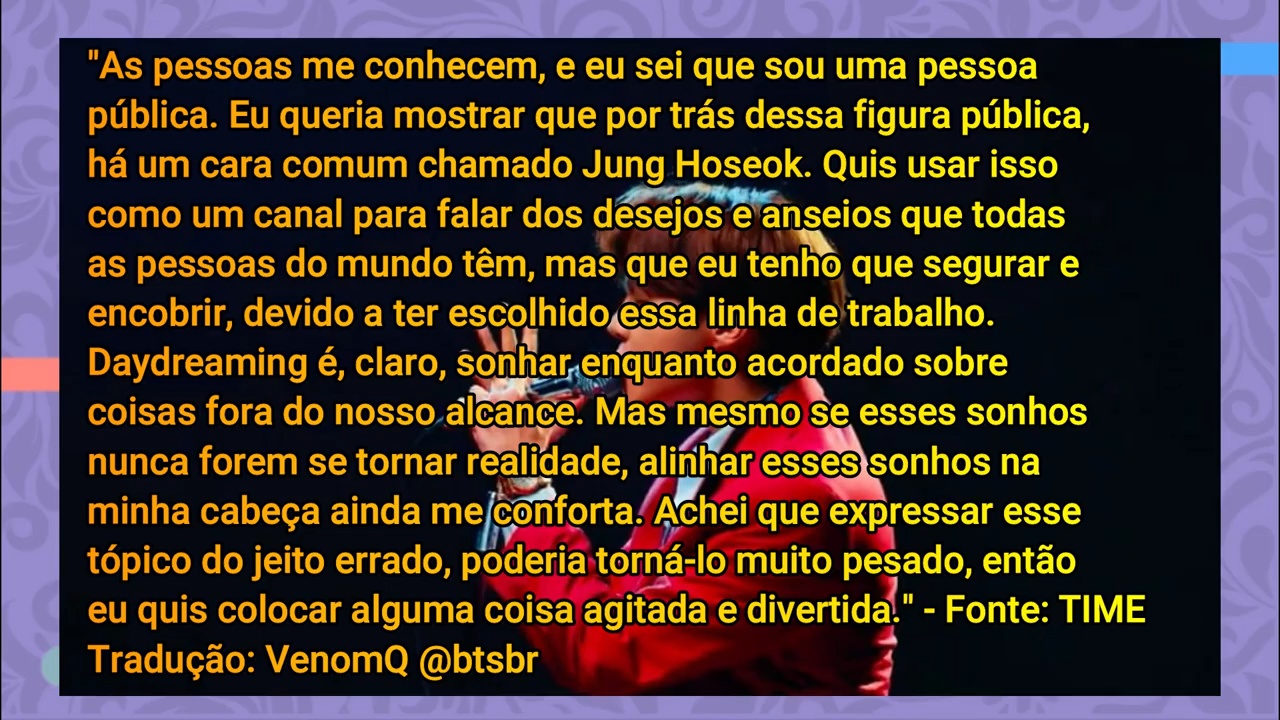 "As pessoas me conhecem, e eu sei que sou uma pessoa
pública. Eu queria mostrar que por trás dessa figura pública,
há um cara comum chamado Jung Hoseok. Quis usar isso
como um canal para falar dos desejos e anseios que todas
as pessoas do mundo têm, mas que eu tenho que segurar e
encobrir, devido a ter escolhido essa linha de trabalho.
Daydreaming é, claro, sonhar enquanto acordado sobre
coisas fora do nosso alcance. Mas mesmo se esses sonhos
nunca forem se tornar realidade, alinhar esses sonhos na
minha cabeça ainda me conforta. Achei que expressar esse
tópico do jeito errado, poderia torná-lo muito pesado, então
eu quis colocar alguma coisa agitada e divertida." - Fonte: TIME
Tradução: VenomQ @btsbr